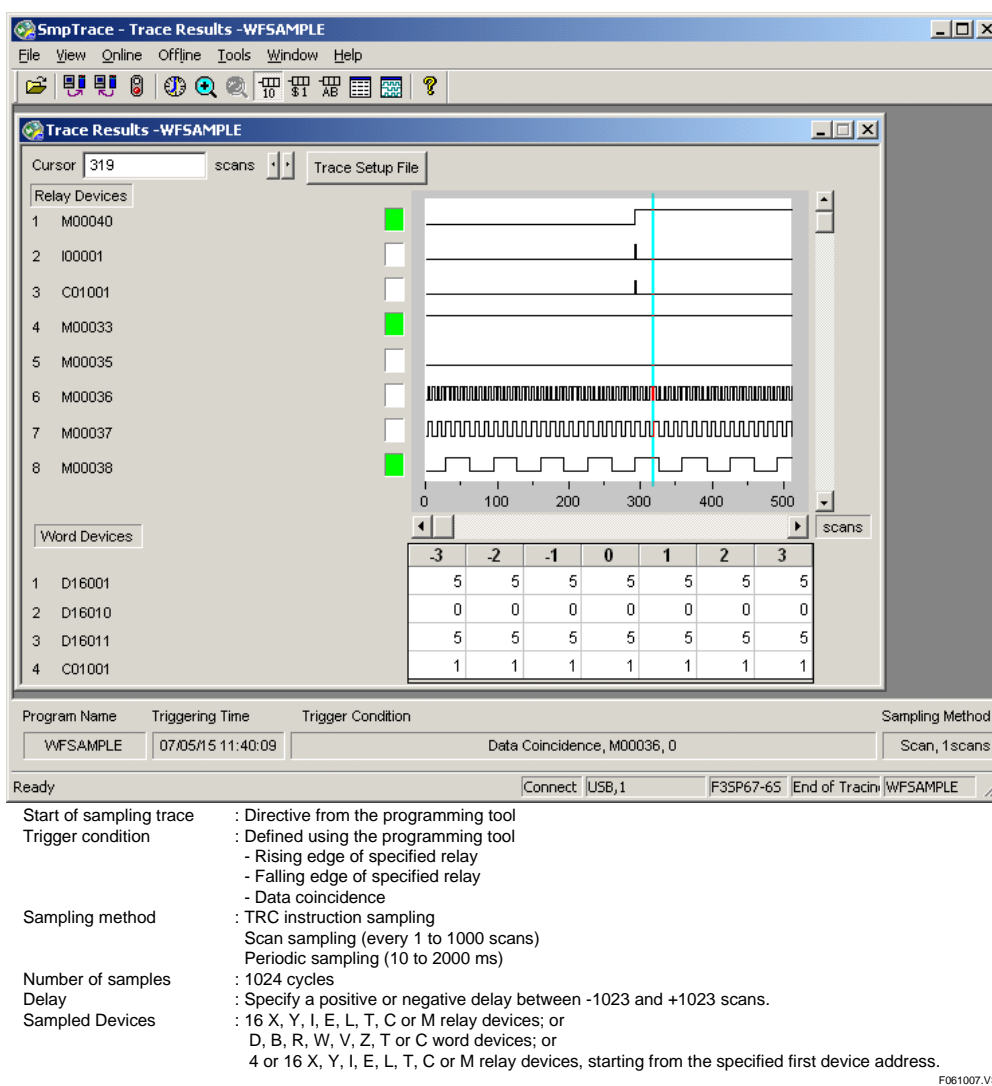 SmpTrace - Trace Results -WFSAMPLE
File View Online Offline Tools Window Help
10 $1 AB
Trace Results -WFSAMPLE
Cursor 319 scans Trace Setup File
Relay Devices
1 M00040
2 I00001
3 C01001
4 M00033
5 M00035
6 M00036
7 M00037
8 M00038
0 100 200 300 400 500
scans
Word Devices
-3 -2 -1 0 1 2 3
1 D16001 5 5 5 5 5 5 5
2 D16010 0 0 0 0 0 0 0
3 D16011 5 5 5 5 5 5 5
4 C01001 1 1 1 1 1 1 1
Program Name Triggering Time Trigger Condition Sampling Method
WFSAMPLE 07/05/15 11:40:09 Data Coincidence, M00036, 0 Scan, 1scans
Ready Connect USB,1 F3SP67-6S End of Tracin WFSAMPLE
Start of sampling trace : Directive from the programming tool
Trigger condition : Defined using the programming tool
- Rising edge of specified relay
- Falling edge of specified relay
- Data coincidence
Sampling method : TRC instruction sampling
Scan sampling (every 1 to 1000 scans)
Periodic sampling (10 to 2000 ms)
Number of samples : 1024 cycles
Delay : Specify a positive or negative delay between -1023 and +1023 scans.
Sampled Devices : 16 X, Y, I, E, L, T, C or M relay devices; or
D, B, R, W, V, Z, T or C word devices; or
4 or 16 X, Y, I, E, L, T, C or M relay devices, starting from the specified first device address.